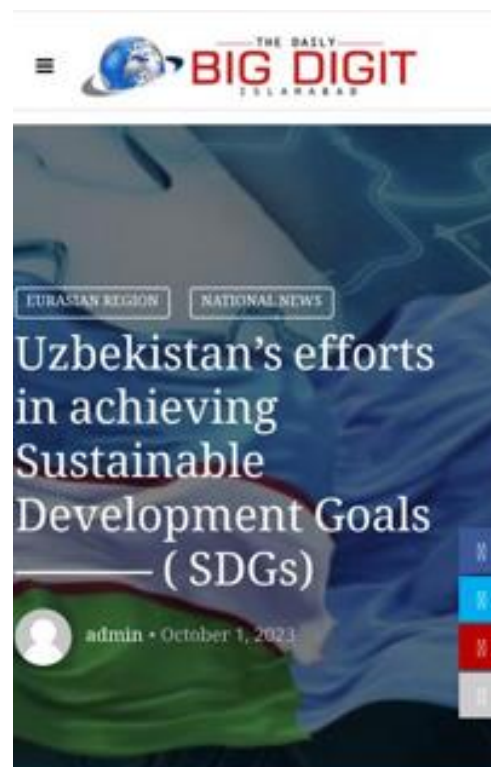 THE DAILY
BIG DIGIT
ISLAMABAD
EURASIAN REGION
NATIONAL NEWS
Uzbekistan’s efforts
in achieving
Sustainable
Development Goals
——— ( SDGs)
admin • October 1, 2023